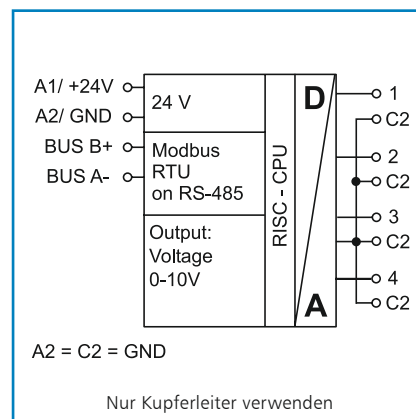 A1/ +24V
A2/ GND
BUS B+
BUS A-
24 V
Modbus
RTU
on RS-485
Output:
Voltage
0-10V
RISC - CPU
D
A
1
C2
2
C2
3
C2
4
C2
A2 = C2 = GND
Nur Kupferleiter verwenden